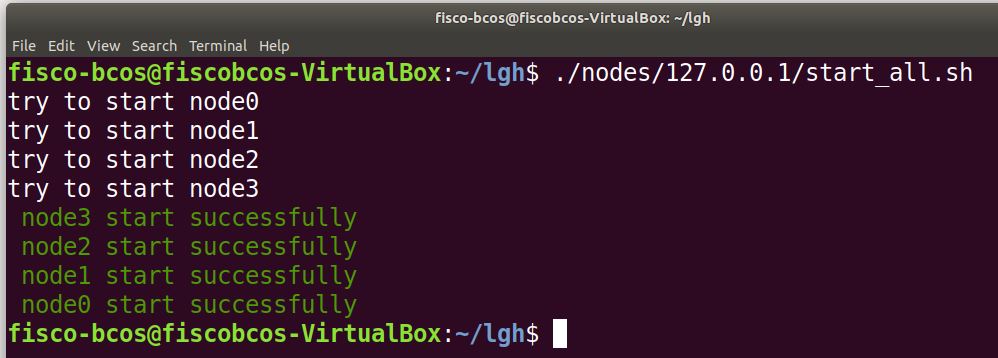 fisco-bcos@fiscobcos-VirtualBox: ~/lgh
File Edit View Search Terminal Help
fisco-bcos@fiscobcos-VirtualBox:~/lgh$ ./nodes/127.0.0.1/start_all.sh
try to start node0
try to start node1
try to start node2
try to start node3
node3 start successfully
node2 start successfully
node1 start successfully
node0 start successfully
fisco-bcos@fiscobcos-VirtualBox:~/lgh$